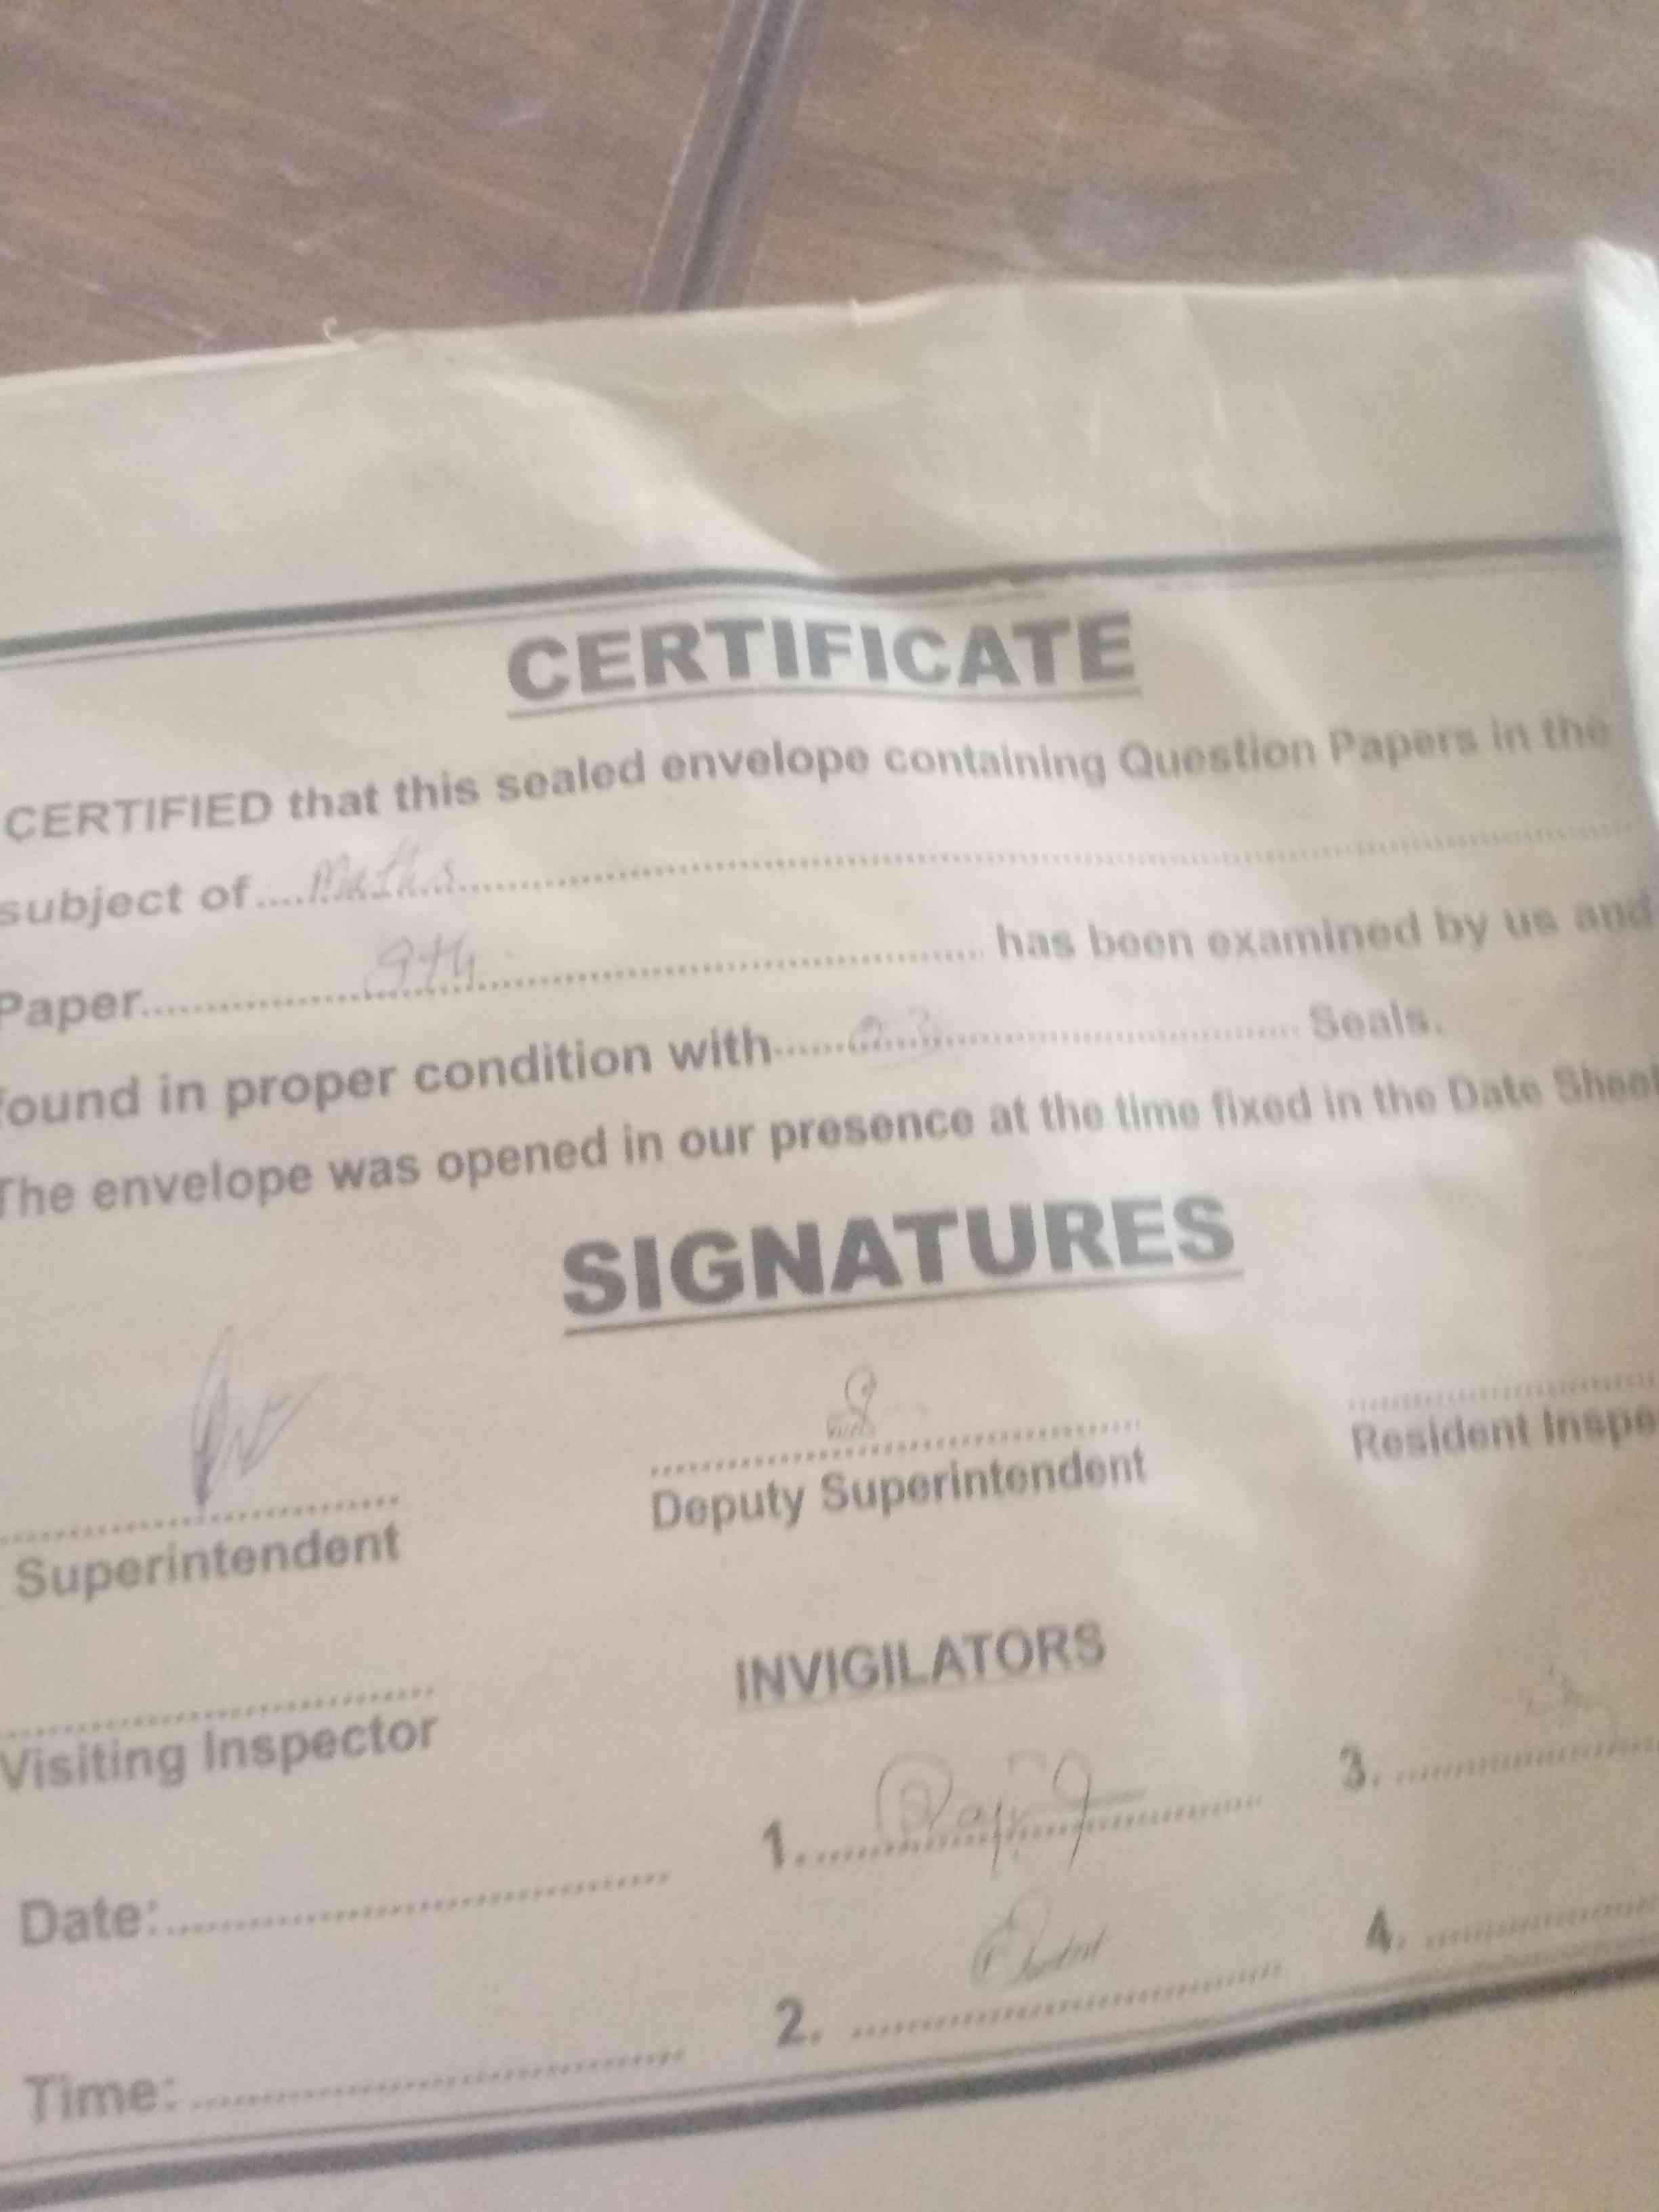 CERTIFICATE
CERTIFIED that this sealed envelope containing Question Papers in the
subject of....Maths....
Paper....9th.... has been examined by us and
found in proper condition with........ Seals.
The envelope was opened in our presence at the time fixed in the Date Sheet
SIGNATURES
Superintendent Deputy Superintendent Resident Inspe
INVIGILATORS
Visiting Inspector
1. 3.
Date:
2. 4.
Time: